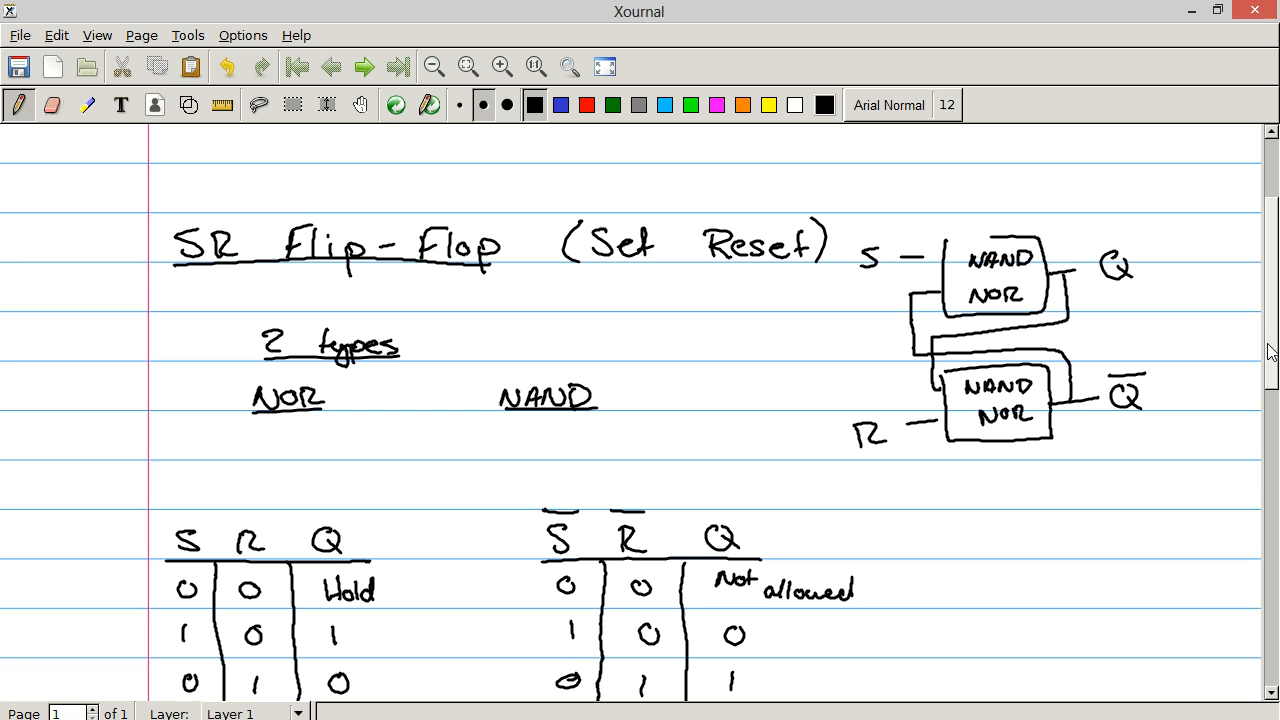 Xournal
File Edit View Page Tools Options Help
T Arial Normal 12
SR Flip-Flop (Set Reset)
S NAND NOR Q
2 types
NOR NAND
NAND NOR Q̅
R
S R Q
0 0 Hold
1 0 1
0 1 0
S̅ R̅ Q
0 0 Not allowed
1 0 0
0 1 1
Page 1 of 1 Layer: Layer 1